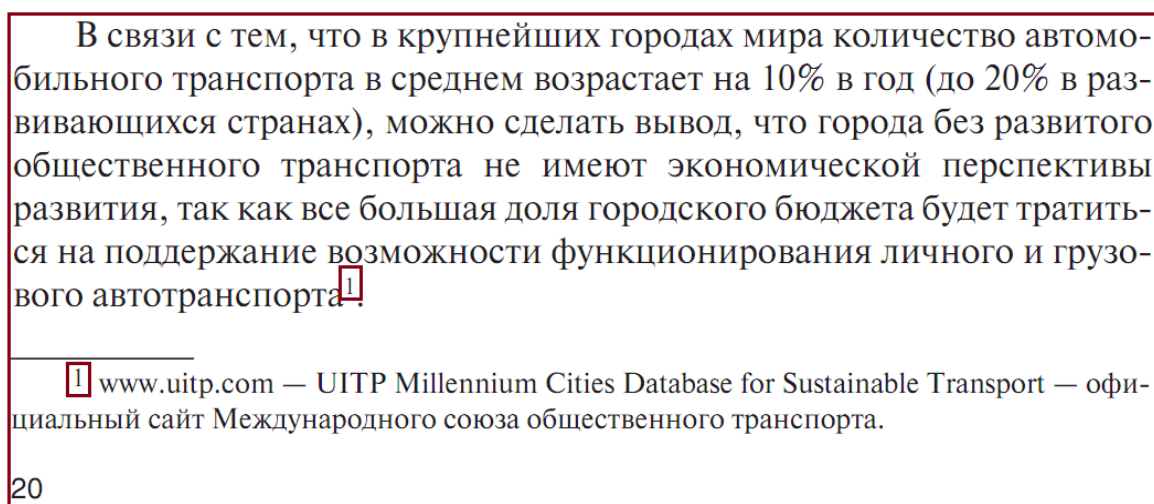 В связи с тем, что в крупнейших городах мира количество автомо-
бильного транспорта в среднем возрастает на 10% в год (до 20% в раз-
вивающихся странах), можно сделать вывод, что города без развитого
общественного транспорта не имеют экономической перспективы
развития, так как все большая доля городского бюджета будет тратить-
ся на поддержание возможности функционирования личного и грузо-
вого автотранспорта1.
1 www.uitp.com — UITP Millennium Cities Database for Sustainable Transport — офи-
циальный сайт Международного союза общественного транспорта.
20